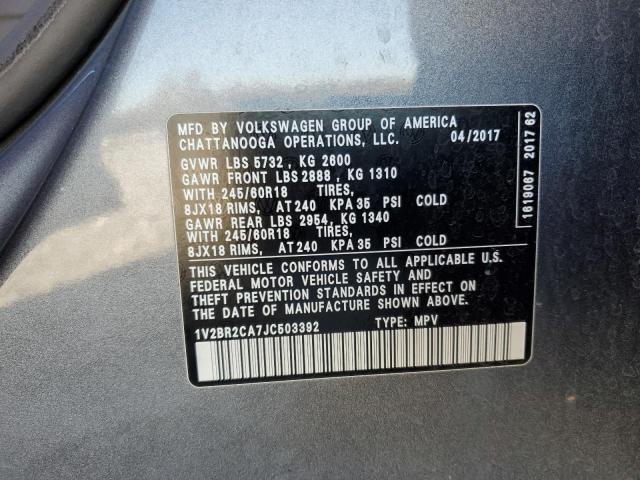 MFD BY VOLKSWAGEN GROUP OF AMERICA
CHATTANOOGA OPERATIONS, LLC. 04/2017
GVWR LBS 5732 , KG 2600
GAWR FRONT LBS 2888 , KG 1310
WITH 245/60R18 TIRES,
8JX18 RIMS, AT 240 KPA 35 PSI COLD
GAWR REAR LBS 2954, KG 1340
WITH 245/60R18 TIRES,
8JX18 RIMS, AT 240 KPA 35 PSI COLD
THIS VEHICLE CONFORMS TO ALL APPLICABLE U.S.
FEDERAL MOTOR VEHICLE SAFETY AND
THEFT PREVENTION STANDARDS IN EFFECT ON
THE DATE OF MANUFACTURE SHOWN ABOVE.
1V2BR2CA7JC503392 TYPE: MPV
1619067 2017 62